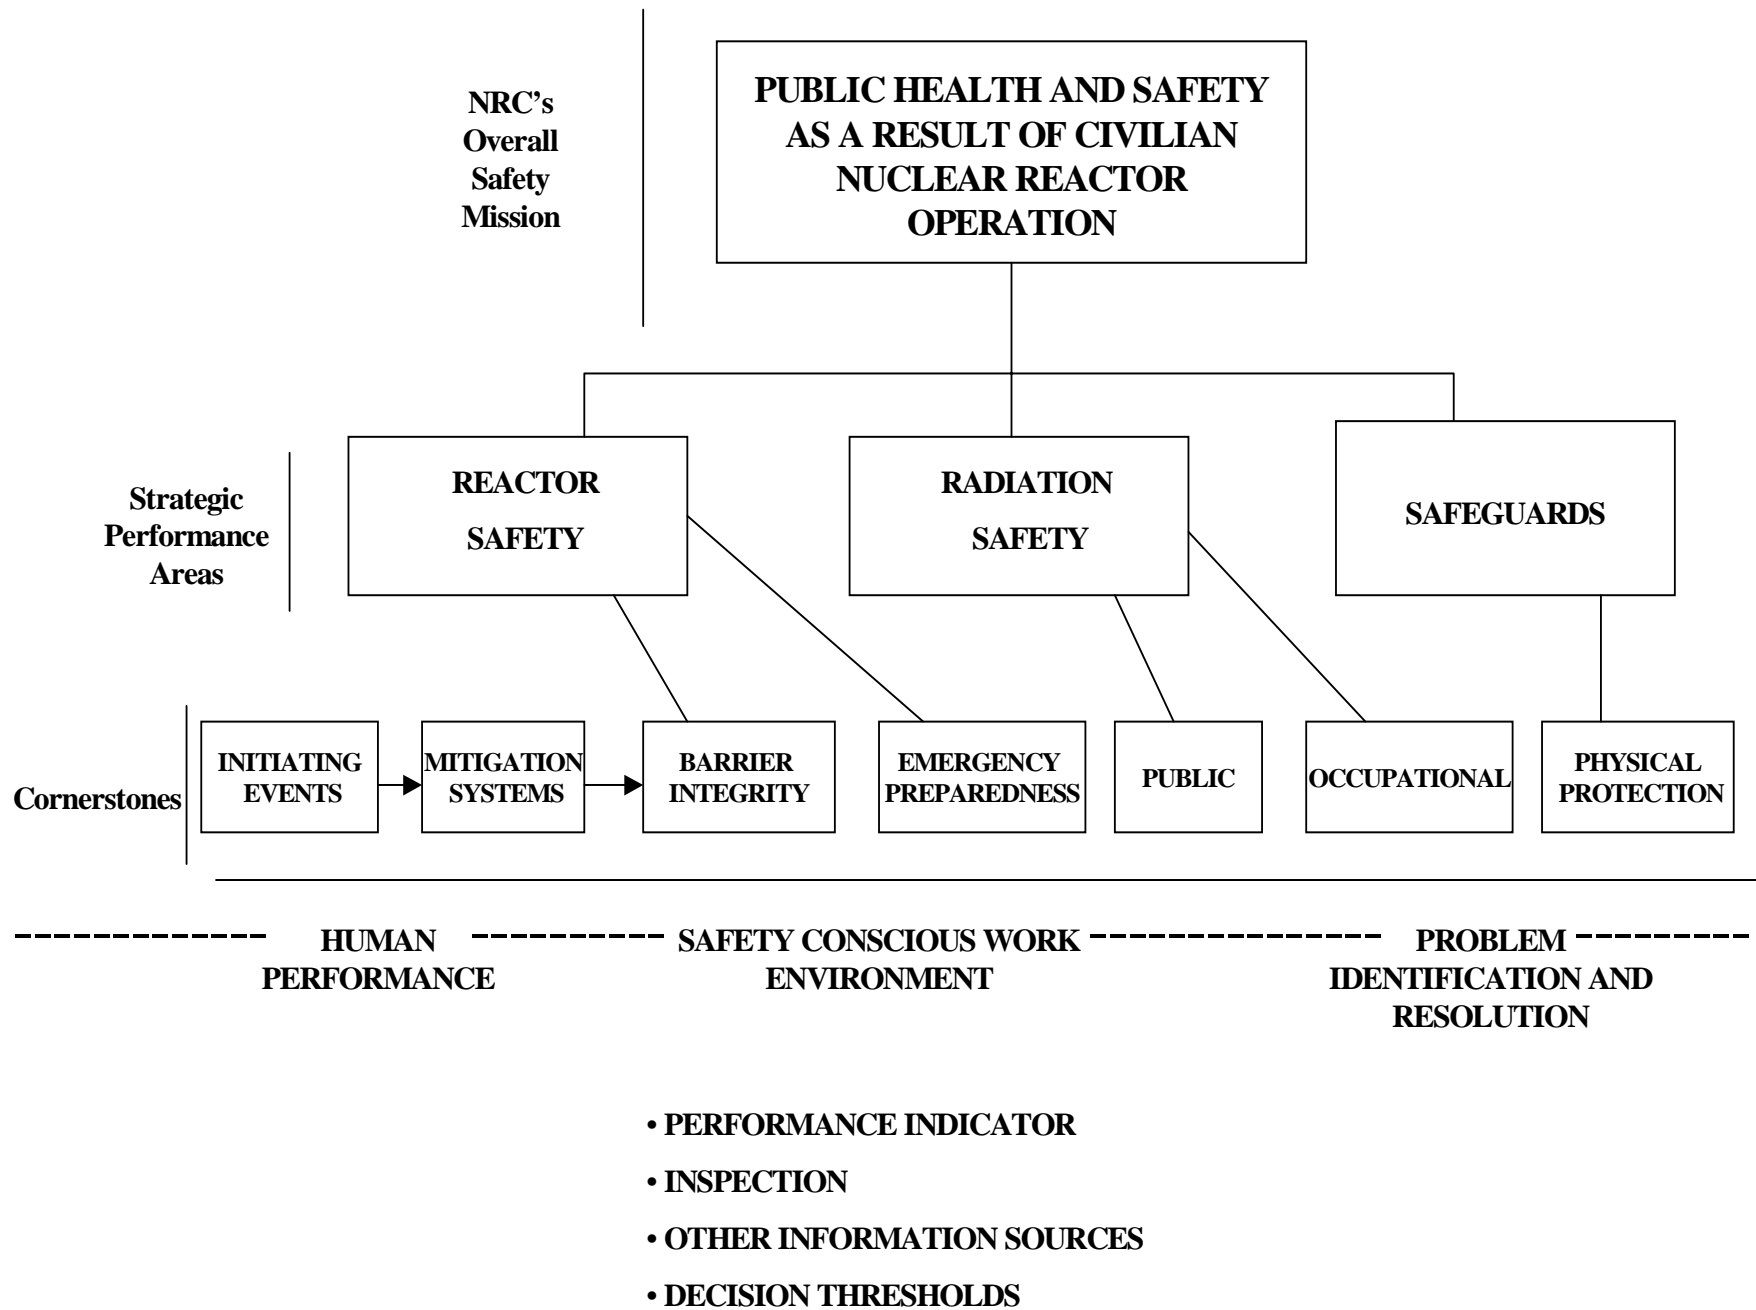 NRC's
Overall
Safety
Mission
PUBLIC HEALTH AND SAFETY
AS A RESULT OF CIVILIAN
NUCLEAR REACTOR
OPERATION
Strategic
Performance
Areas
REACTOR
SAFETY
RADIATION
SAFETY
SAFEGUARDS
Cornerstones
INITIATING
EVENTS
MITIGATION
SYSTEMS
BARRIER
INTEGRITY
EMERGENCY
PREPAREDNESS
PUBLIC
OCCUPATIONAL
PHYSICAL
PROTECTION
HUMAN
PERFORMANCE
SAFETY CONSCIOUS WORK
ENVIRONMENT
PROBLEM
IDENTIFICATION AND
RESOLUTION
• PERFORMANCE INDICATOR
• INSPECTION
• OTHER INFORMATION SOURCES
• DECISION THRESHOLDS